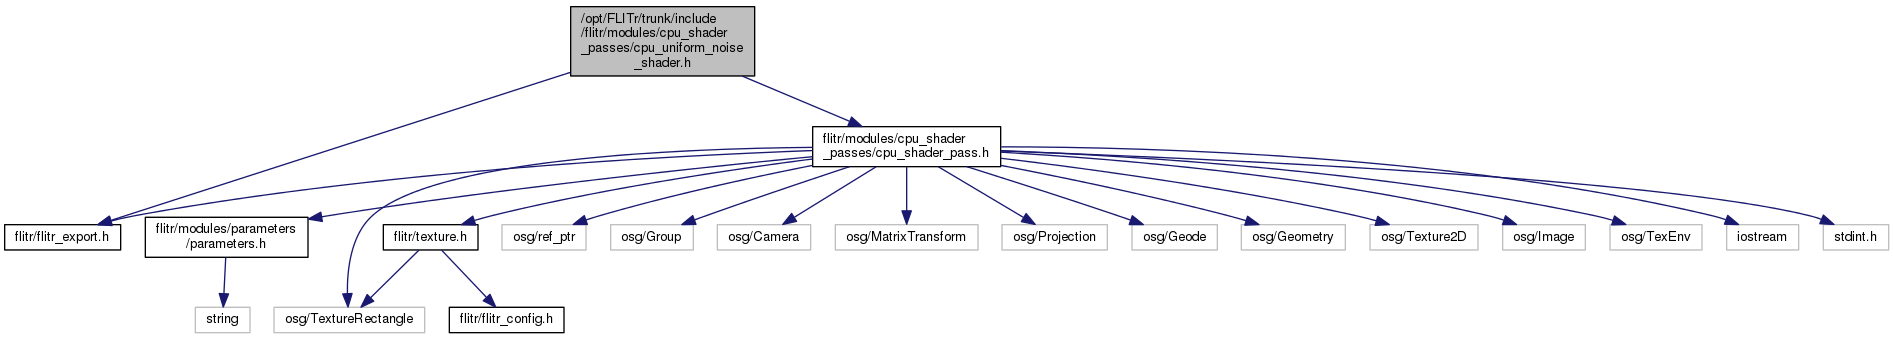 /opt/FLITr/trunk/include
/flitr/modules/cpu_shader
_passes/cpu_uniform_noise
_shader.h
flitr/modules/cpu_shader
_passes/cpu_shader_pass.h
flitr/flitr_export.h
flitr/modules/parameters
/parameters.h
flitr/texture.h
osg/ref_ptr
osg/Group
osg/Camera
osg/MatrixTransform
osg/Projection
osg/Geode
osg/Geometry
osg/Texture2D
osg/Image
osg/TexEnv
iostream
stdint.h
string
osg/TextureRectangle
flitr/flitr_config.h